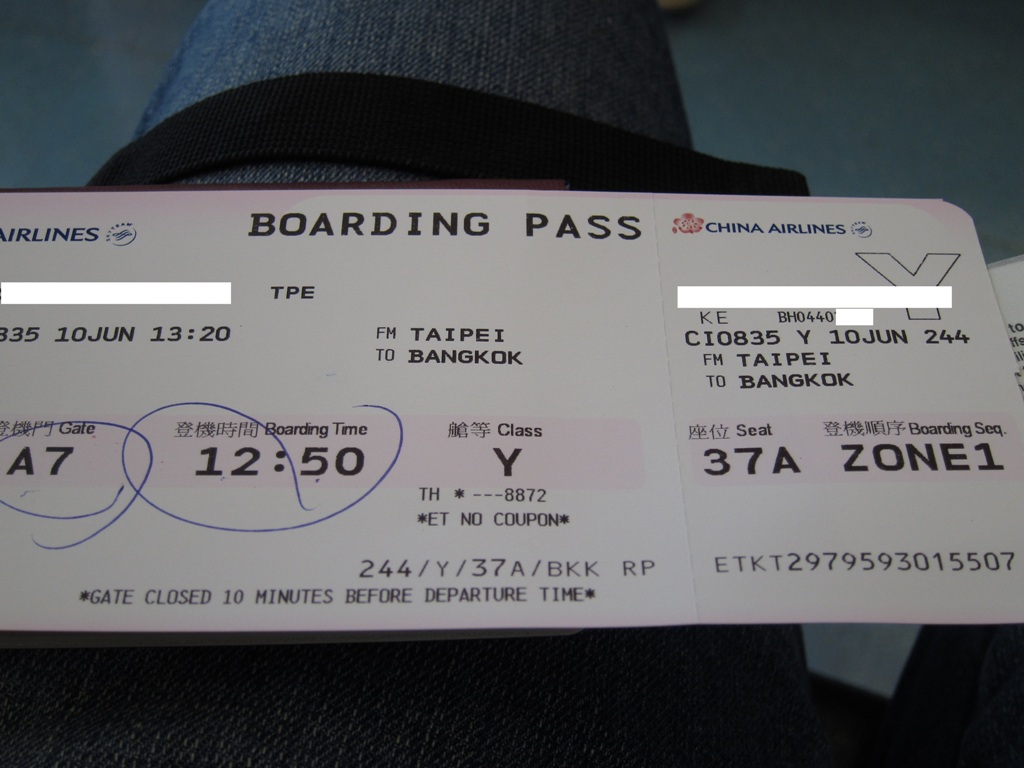 AIRLINES
BOARDING PASS
TPE
835 10JUN 13:20
FM TAIPEI
TO BANGKOK
登機門 Gate
A7
登機時間 Boarding Time
12:50
艙等 Class
Y
TH *---8872
*ET NO COUPON*
244/Y/37A/BKK RP
*GATE CLOSED 10 MINUTES BEFORE DEPARTURE TIME*
CHINA AIRLINES
Y
KE BH0440
CI0835 Y 10JUN 244
FM TAIPEI
TO BANGKOK
座位 Seat
37A
登機順序 Boarding Seq.
ZONE1
ETKT2979593015507